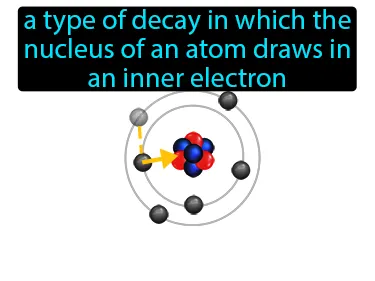 a type of decay in which the
nucleus of an atom draws in
an inner electron